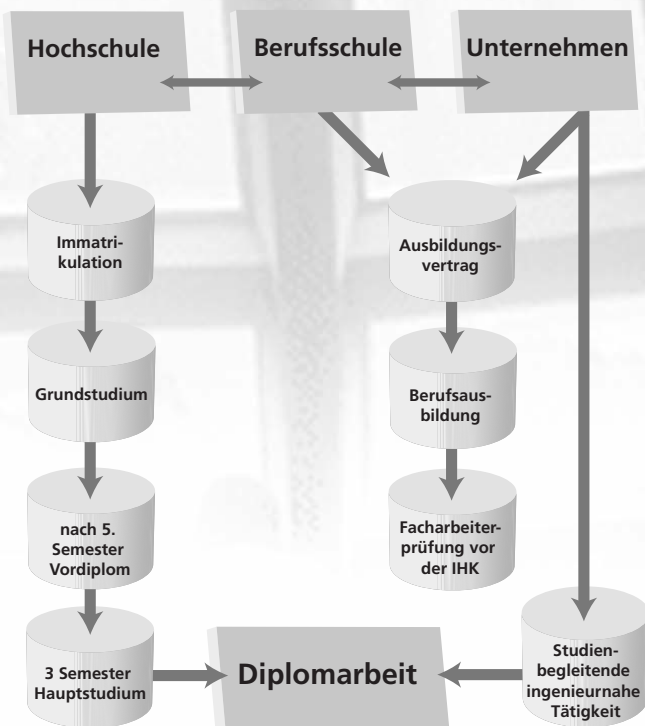 Hochschule
Berufsschule
Unternehmen
Immatri-
kulation
Ausbildungs-
vertrag
Grundstudium
Berufsaus-
bildung
nach 5.
Semester
Vordiplom
Facharbeiter-
prüfung vor
der IHK
3 Semester
Hauptstudium
Diplomarbeit
Studien-
begleitende
ingenieurnahe
Tätigkeit